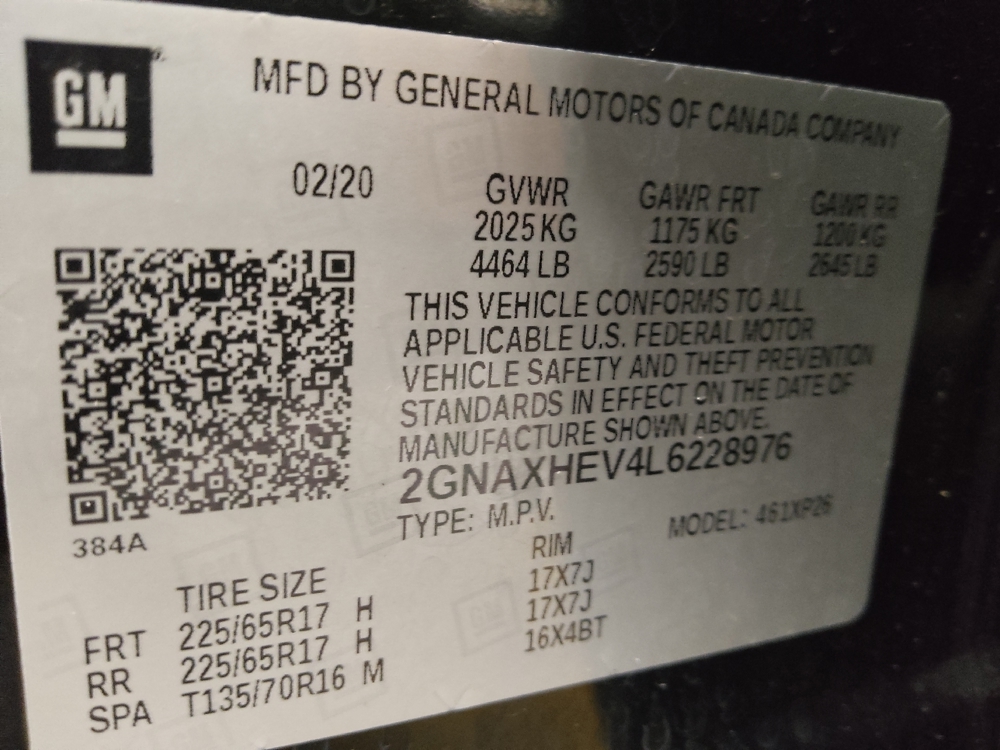 GM
MFD BY GENERAL MOTORS OF CANADA COMPANY
02/20 GVWR GAWR FRT GAWR RR
2025 KG 1175 KG 1200 KG
4464 LB 2590 LB 2645 LB
THIS VEHICLE CONFORMS TO ALL
APPLICABLE U.S. FEDERAL MOTOR
VEHICLE SAFETY AND THEFT PREVENTION
STANDARDS IN EFFECT ON THE DATE OF
MANUFACTURE SHOWN ABOVE.
2GNAXHEV4L6228976
TYPE: M.P.V. MODEL: 461XP26
384A
TIRE SIZE RIM
FRT 225/65R17 H 17X7J
RR 225/65R17 H 17X7J
SPA T135/70R16 M 16X4BT